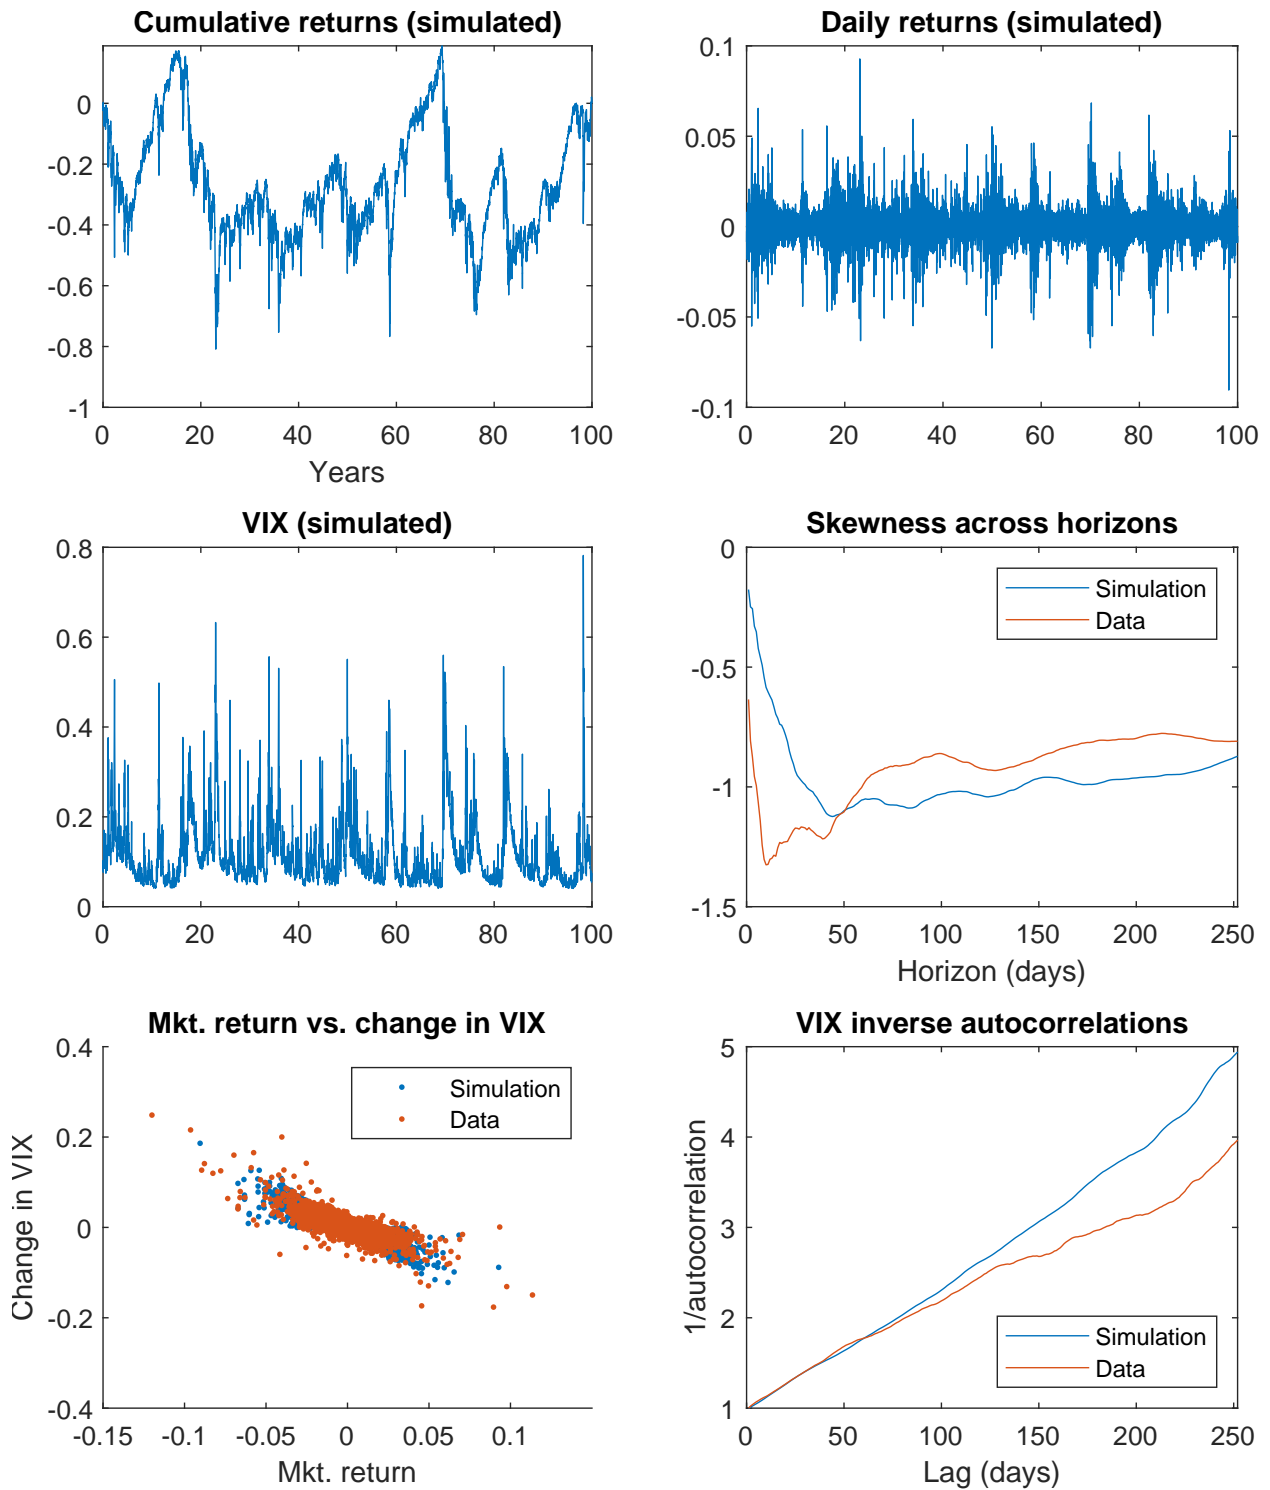 Cumulative returns (simulated)
0
-0.2
-0.4
-0.6
-0.8
-1
0 20 40 60 80 100
Years
Daily returns (simulated)
0.1
0.05
0
-0.05
-0.1
0 20 40 60 80 100
VIX (simulated)
0.8
0.6
0.4
0.2
0
0 20 40 60 80 100
Skewness across horizons
0
-0.5
-1
-1.5
Simulation
Data
0 50 100 150 200 250
Horizon (days)
Mkt. return vs. change in VIX
Change in VIX
0.4
0.2
0
-0.2
-0.4
Simulation
Data
-0.15 -0.1 -0.05 0 0.05 0.1
Mkt. return
VIX inverse autocorrelations
1/autocorrelation
5
4
3
2
1
Simulation
Data
0 50 100 150 200 250
Lag (days)